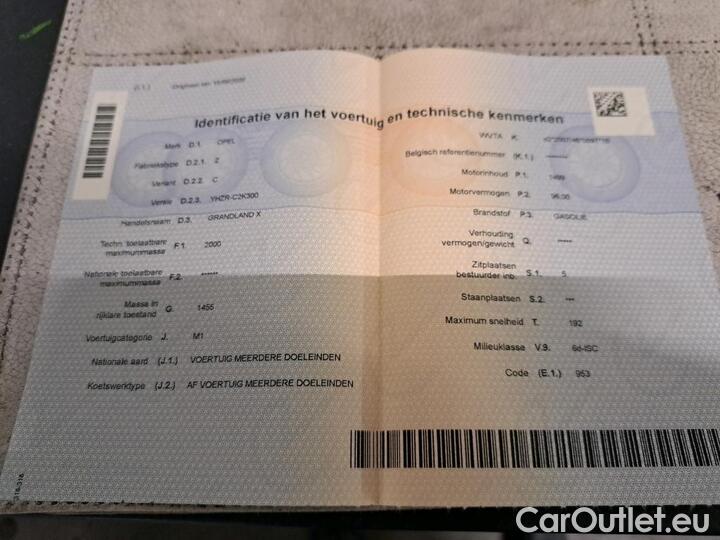 (I.1.)
Identificatie van het voertuig en technische kenmerken
Merk D.1. OPEL
Fabriekstype D.2.1. Z
Variant D.2.2. C
Versie D.2.3. YHZR-C2K300
Handelsnaam D.3. GRANDLAND X
Techn. toelaatbare
maximummassa F.1. 2000
Nationale toelaatbare
maximummassa F.2. ******
Massa in
rijklare toestand G. 1455
Voertuigcategorie J. M1
Nationale aard (J.1.) VOERTUIG MEERDERE DOELEINDEN
Koetswerktype (J.2.) AF VOERTUIG MEERDERE DOELEINDEN
WVTA K.
Belgisch referentienummer (K.1.)
Motorinhoud P.1. 1499
Motorvermogen P.2. 96.00
Brandstof P.3. GASOLIE
Verhouding
vermogen/gewicht Q. *****
Zitplaatsen
bestuurder inb. S.1. 5
Staanplaatsen S.2. ***
Maximum snelheid T. 192
Milieuklasse V.9. 6d-ISC
Code (E.1.) 953
CarOutlet.eu